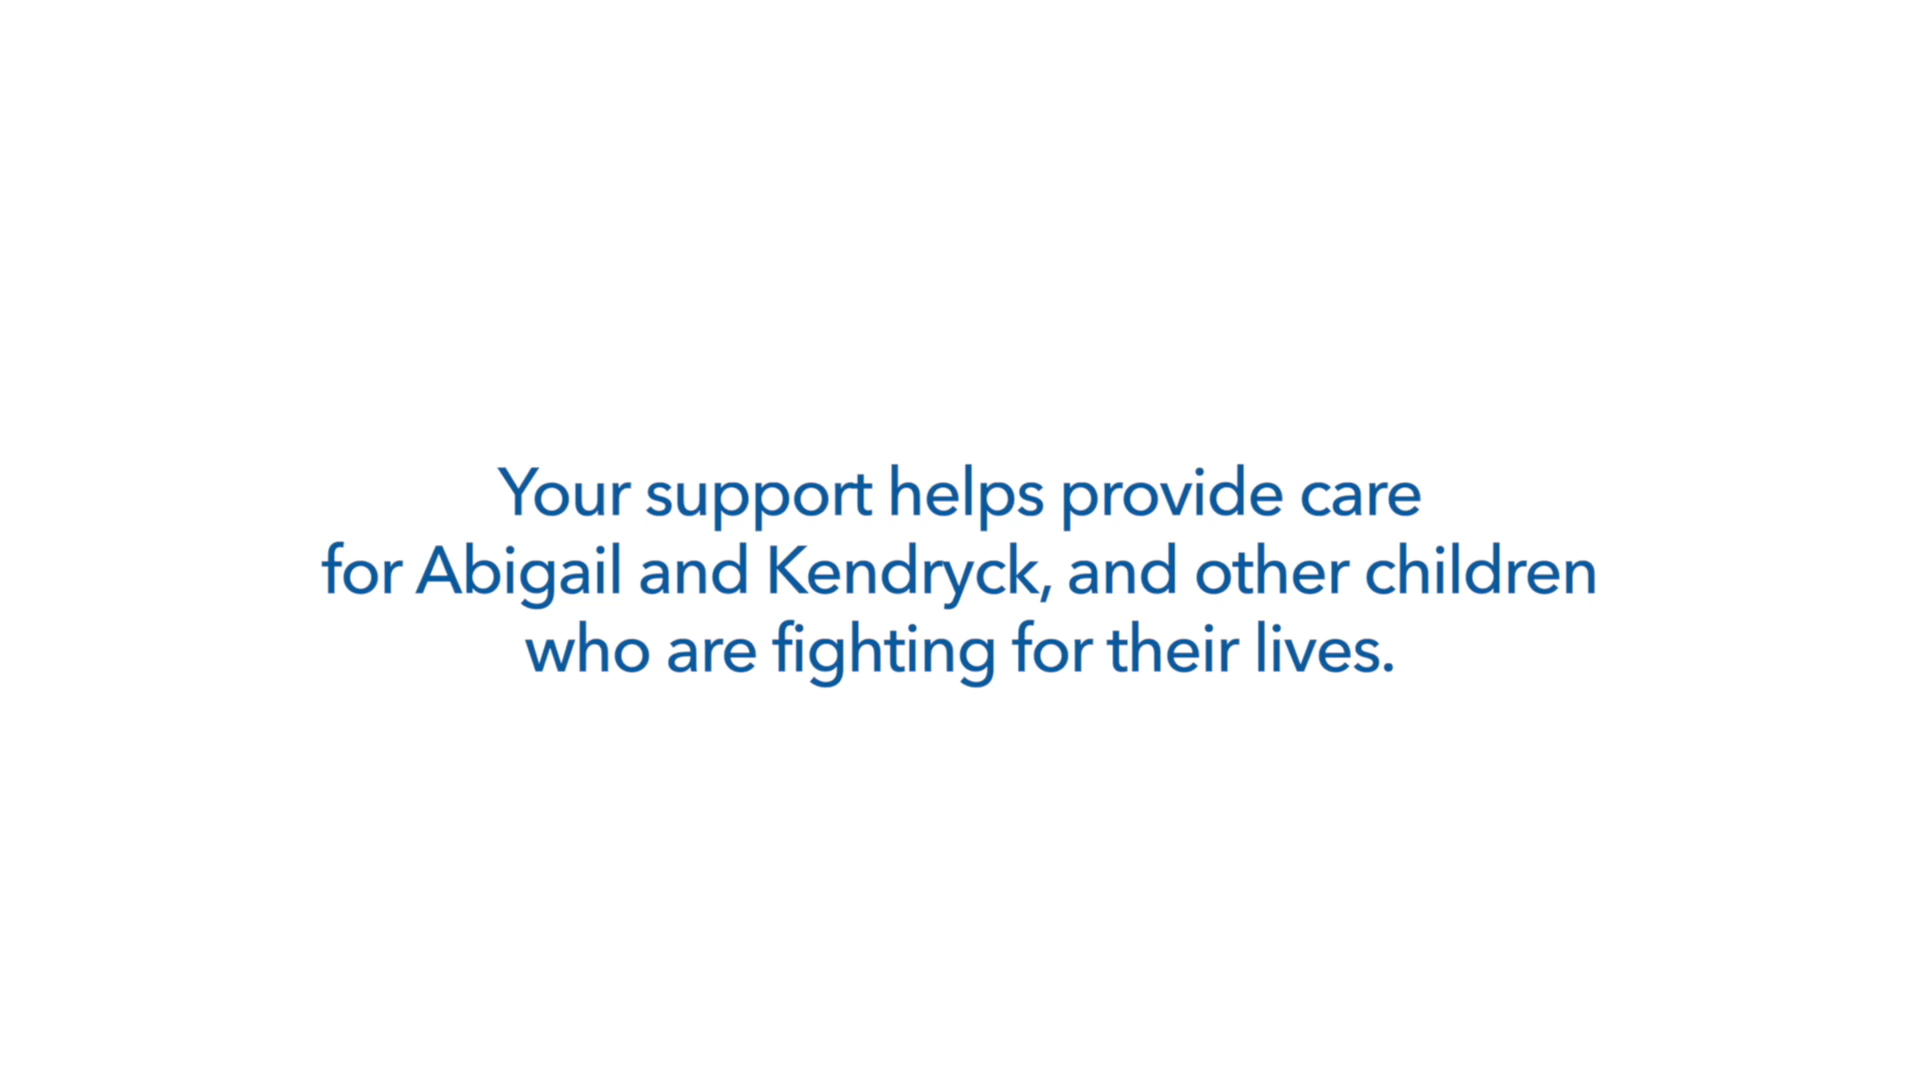 Your support helps provide care
for Abigail and Kendryck, and other children
who are fighting for their lives.